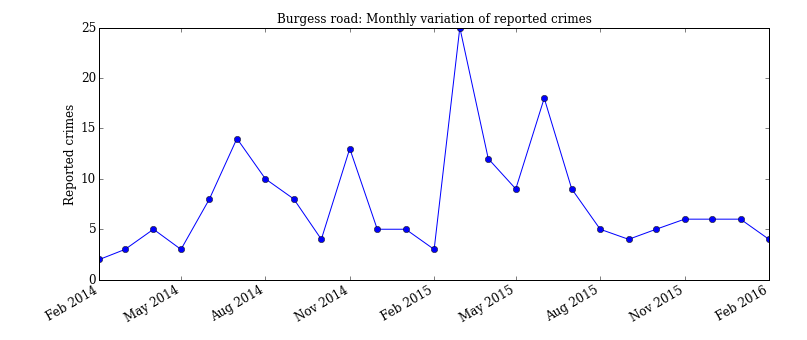 Burgess road: Monthly variation of reported crimes
25
20
15
10
5
0
Reported crimes
Feb 2014
May 2014
Aug 2014
Nov 2014
Feb 2015
May 2015
Aug 2015
Nov 2015
Feb 2016